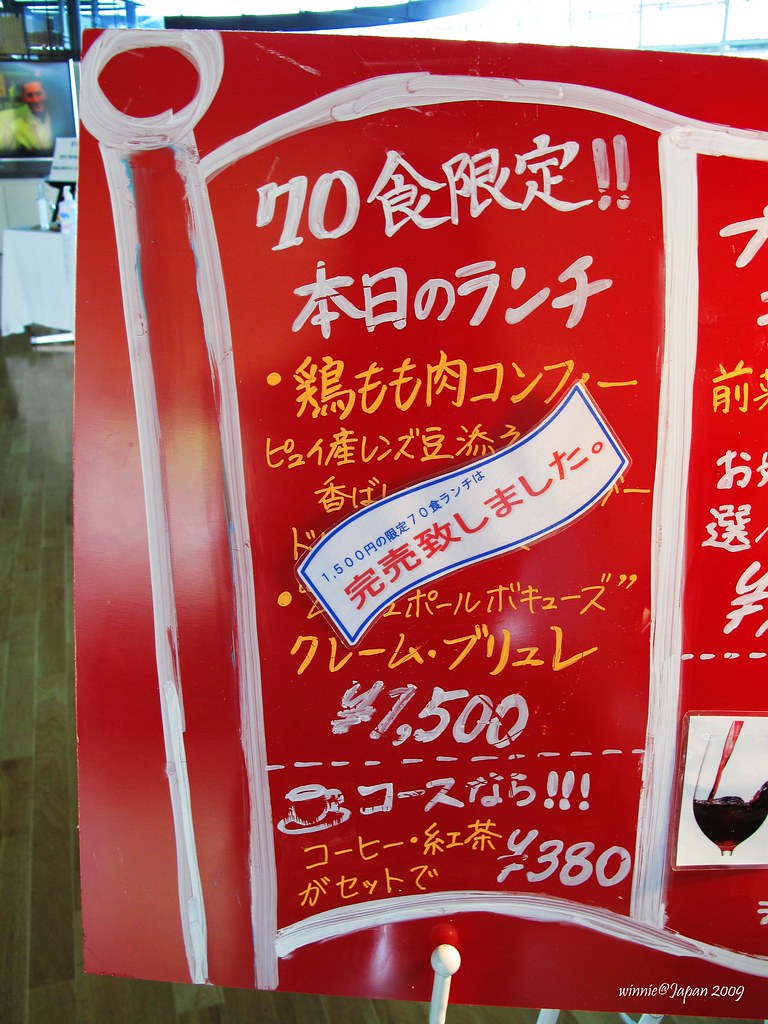 70食限定!!
本日のランチ
・鶏もも肉コンフィー
ピュイ産レンズ豆添え
香ばし
ド
1,500円の限定70食ランチは
完売致しました。
ポールボキューズ”
クレーム・ブリュレ
¥1,500
コースなら!!!
コーヒー・紅茶
がセットで
¥380
前菜
お好
選べ
winnie@Japan 2009